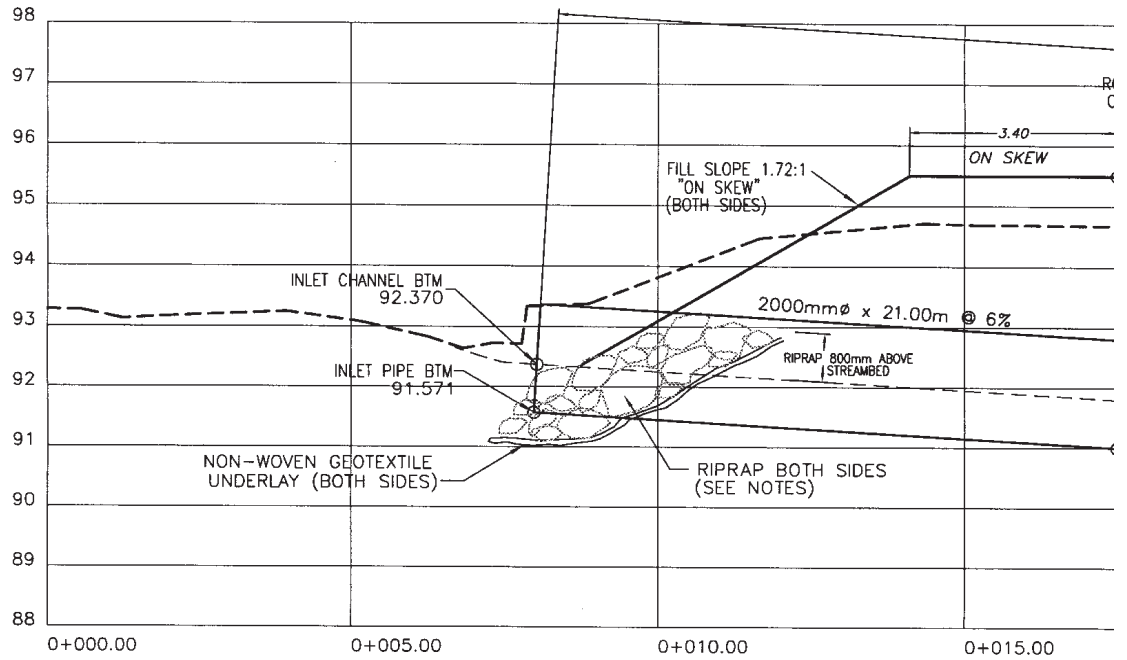 98
97
96
95
94
93
92
91
90
89
88
3.40
ON SKEW
FILL SLOPE 1.72:1
"ON SKEW"
(BOTH SIDES)
INLET CHANNEL BTM
92.370
2000mmø x 21.00m @ 6%
INLET PIPE BTM
91.571
RIPRAP 800mm ABOVE
STREAMBED
NON-WOVEN GEOTEXTILE
UNDERLAY (BOTH SIDES)
RIPRAP BOTH SIDES
(SEE NOTES)
0+000.00
0+005.00
0+010.00
0+015.00